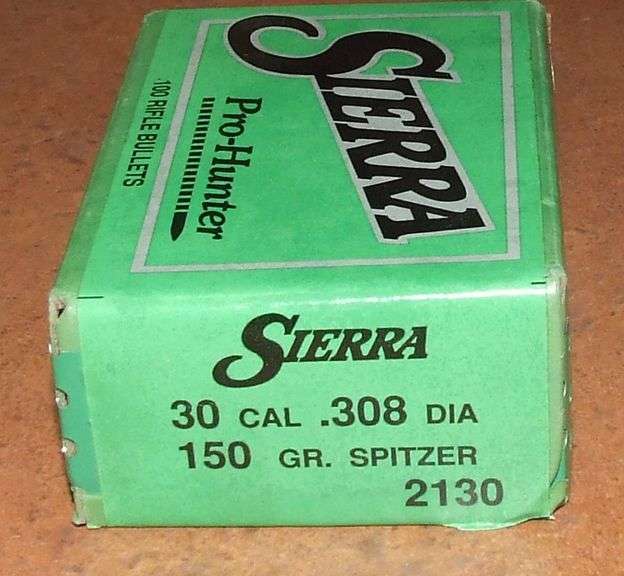 SIERRA
Pro-Hunter
100 RIFLE BULLETS
SIERRA
30 CAL .308 DIA
150 GR. SPITZER
2130